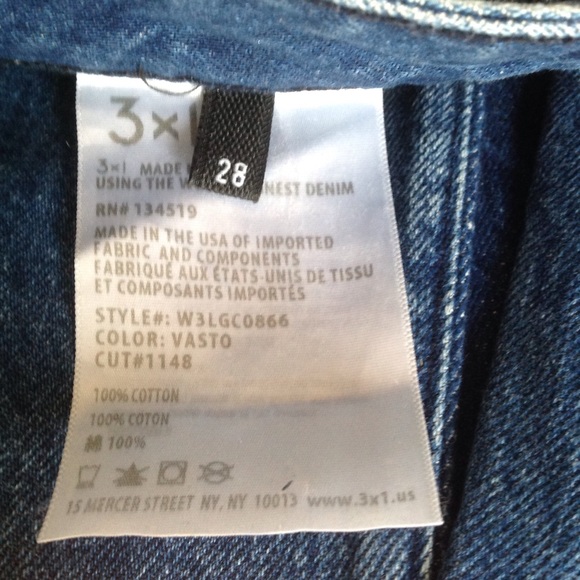 3×1
28
3×1 MADE
USING THE NEST DENIM
RN# 134519
MADE IN THE USA OF IMPORTED
FABRIC AND COMPONENTS
FABRIQUÉ AUX ÉTATS-UNIS DE TISSU
ET COMPOSANTS IMPORTÉS
STYLE#: W3LGC0866
COLOR: VASTO
CUT#1148
100% COTTON
100% COTON
綿 100%
15 MERCER STREET NY, NY 10013 www.3x1.us